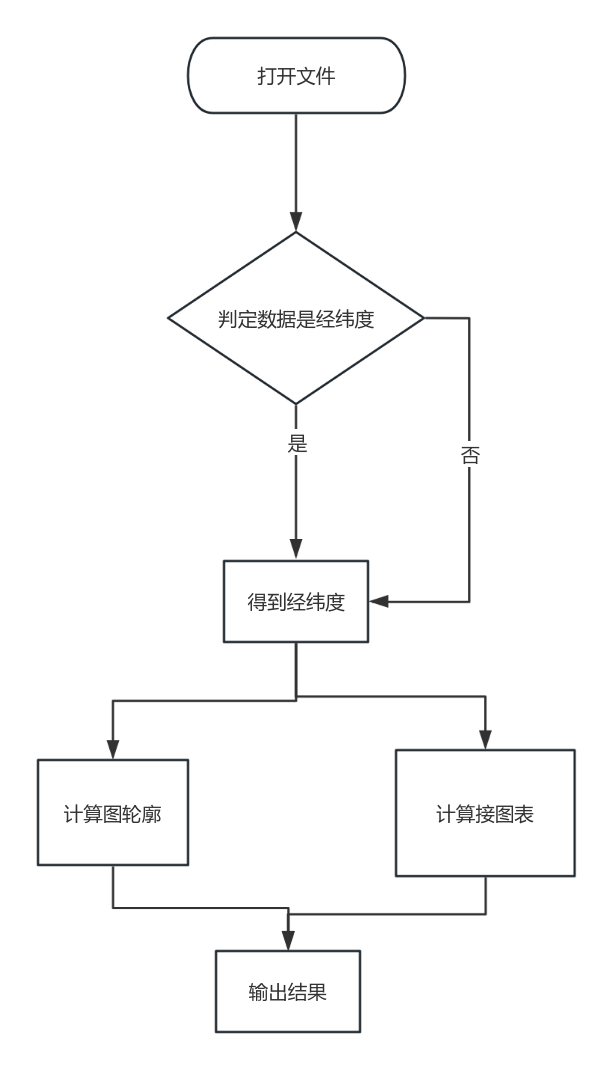 打开文件
判定数据是经纬度
是
否
得到经纬度
计算图轮廓
计算接图表
输出结果